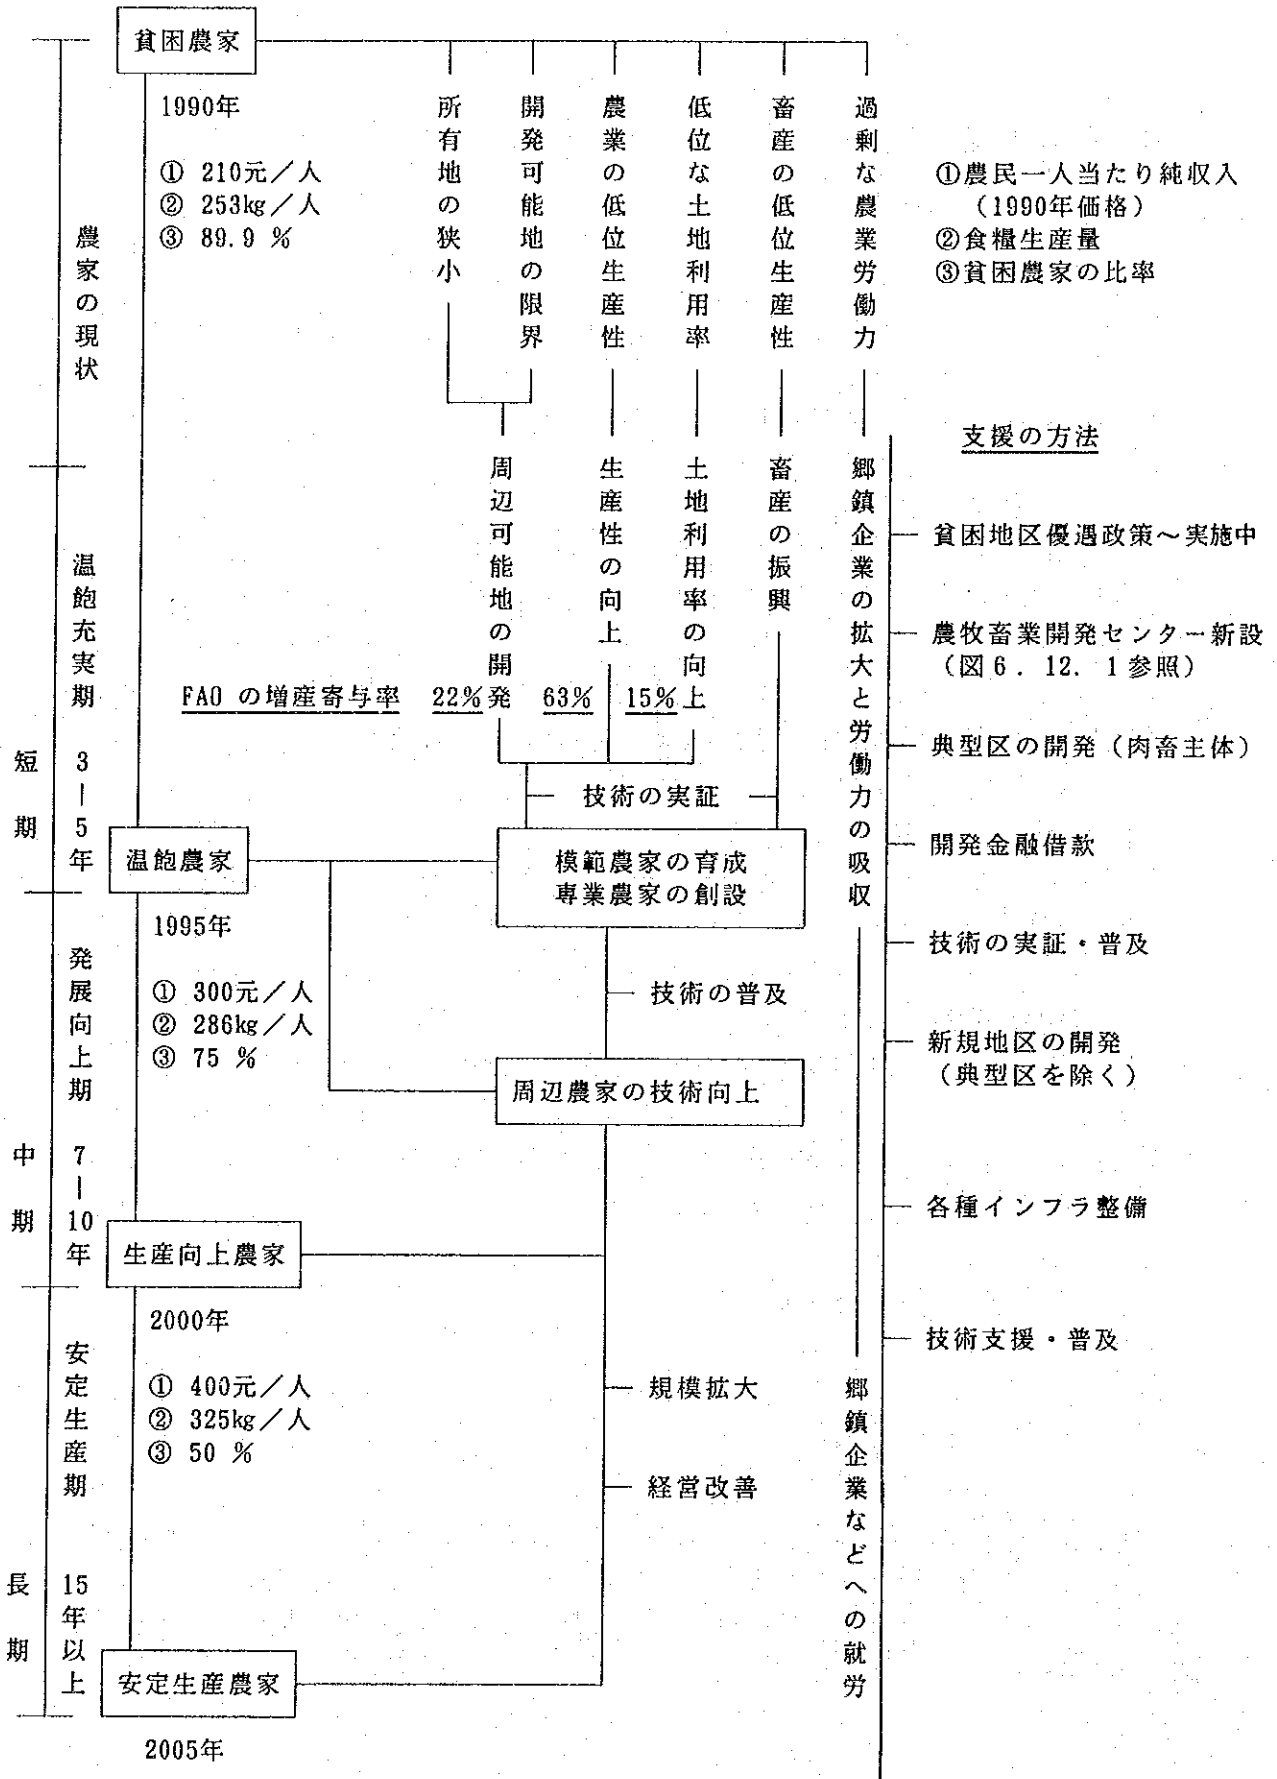 貧困農家
1990年
① 210元／人
② 253kg／人
③ 89.9 %
農家の現状
所有地の狭小
開発可能地の限界
農業の低位生産性
低位な土地利用率
畜産の低位生産性
過剰な農業労働力
①農民一人当たり純収入
（1990年価格）
②食糧生産量
③貧困農家の比率
支援の方法
周辺可能地の開発
生産性の向上
土地利用率の向上
畜産の振興
郷鎮企業の拡大と労働力の吸収
貧困地区優遇政策～実施中
農牧畜業開発センター新設
（図6．12．1参照）
典型区の開発（肉畜主体）
開発金融借款
技術の実証・普及
新規地区の開発
（典型区を除く）
各種インフラ整備
技術支援・普及
温飽充実期
FAO の増産寄与率 22% 63% 15%
短期
3－5年
技術の実証
温飽農家
模範農家の育成
専業農家の創設
1995年
① 300元／人
② 286kg／人
③ 75 %
発展向上期
技術の普及
周辺農家の技術向上
中期
7－10年
生産向上農家
2000年
① 400元／人
② 325kg／人
③ 50 %
安定生産期
規模拡大
経営改善
郷鎮企業などへの就労
長期
15年以上
安定生産農家
2005年